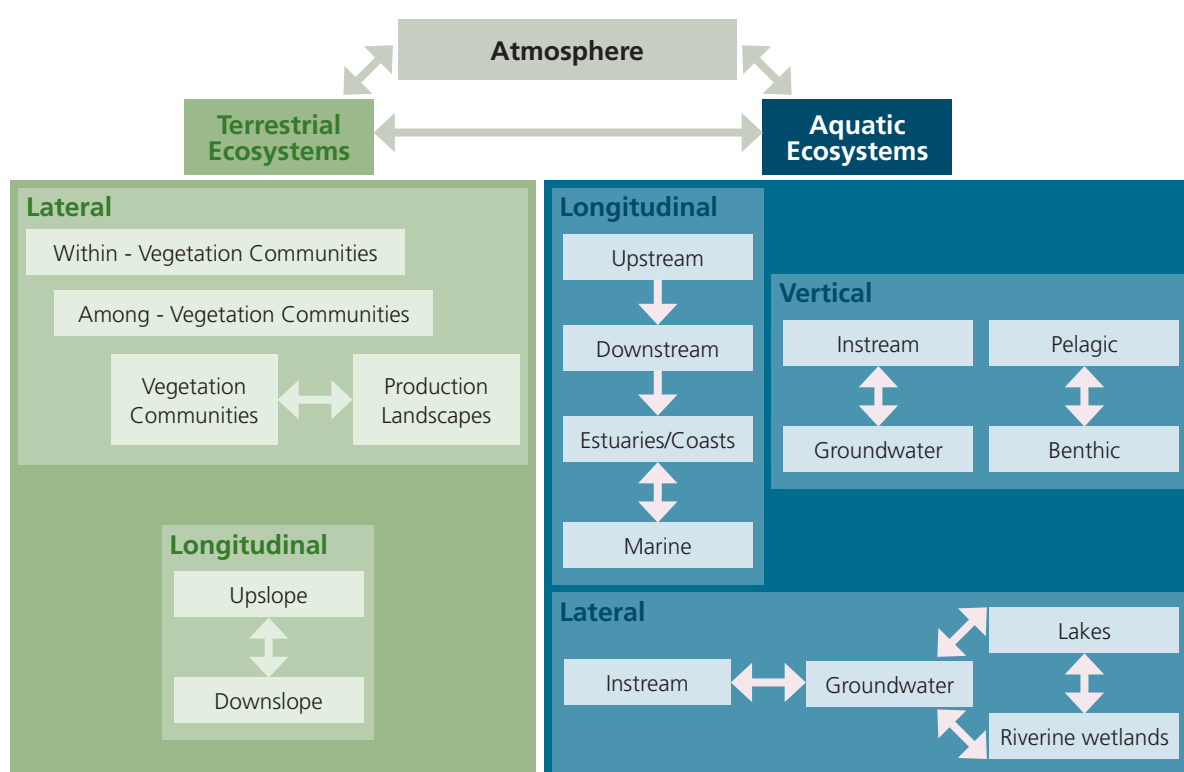 Atmosphere
Terrestrial
Ecosystems
Aquatic
Ecosystems
Lateral
Within - Vegetation Communities
Among - Vegetation Communities
Vegetation
Communities
Production
Landscapes
Longitudinal
Upslope
Downslope
Longitudinal
Upstream
Downstream
Estuaries/Coasts
Marine
Vertical
Instream
Pelagic
Groundwater
Benthic
Lateral
Instream
Groundwater
Lakes
Riverine wetlands